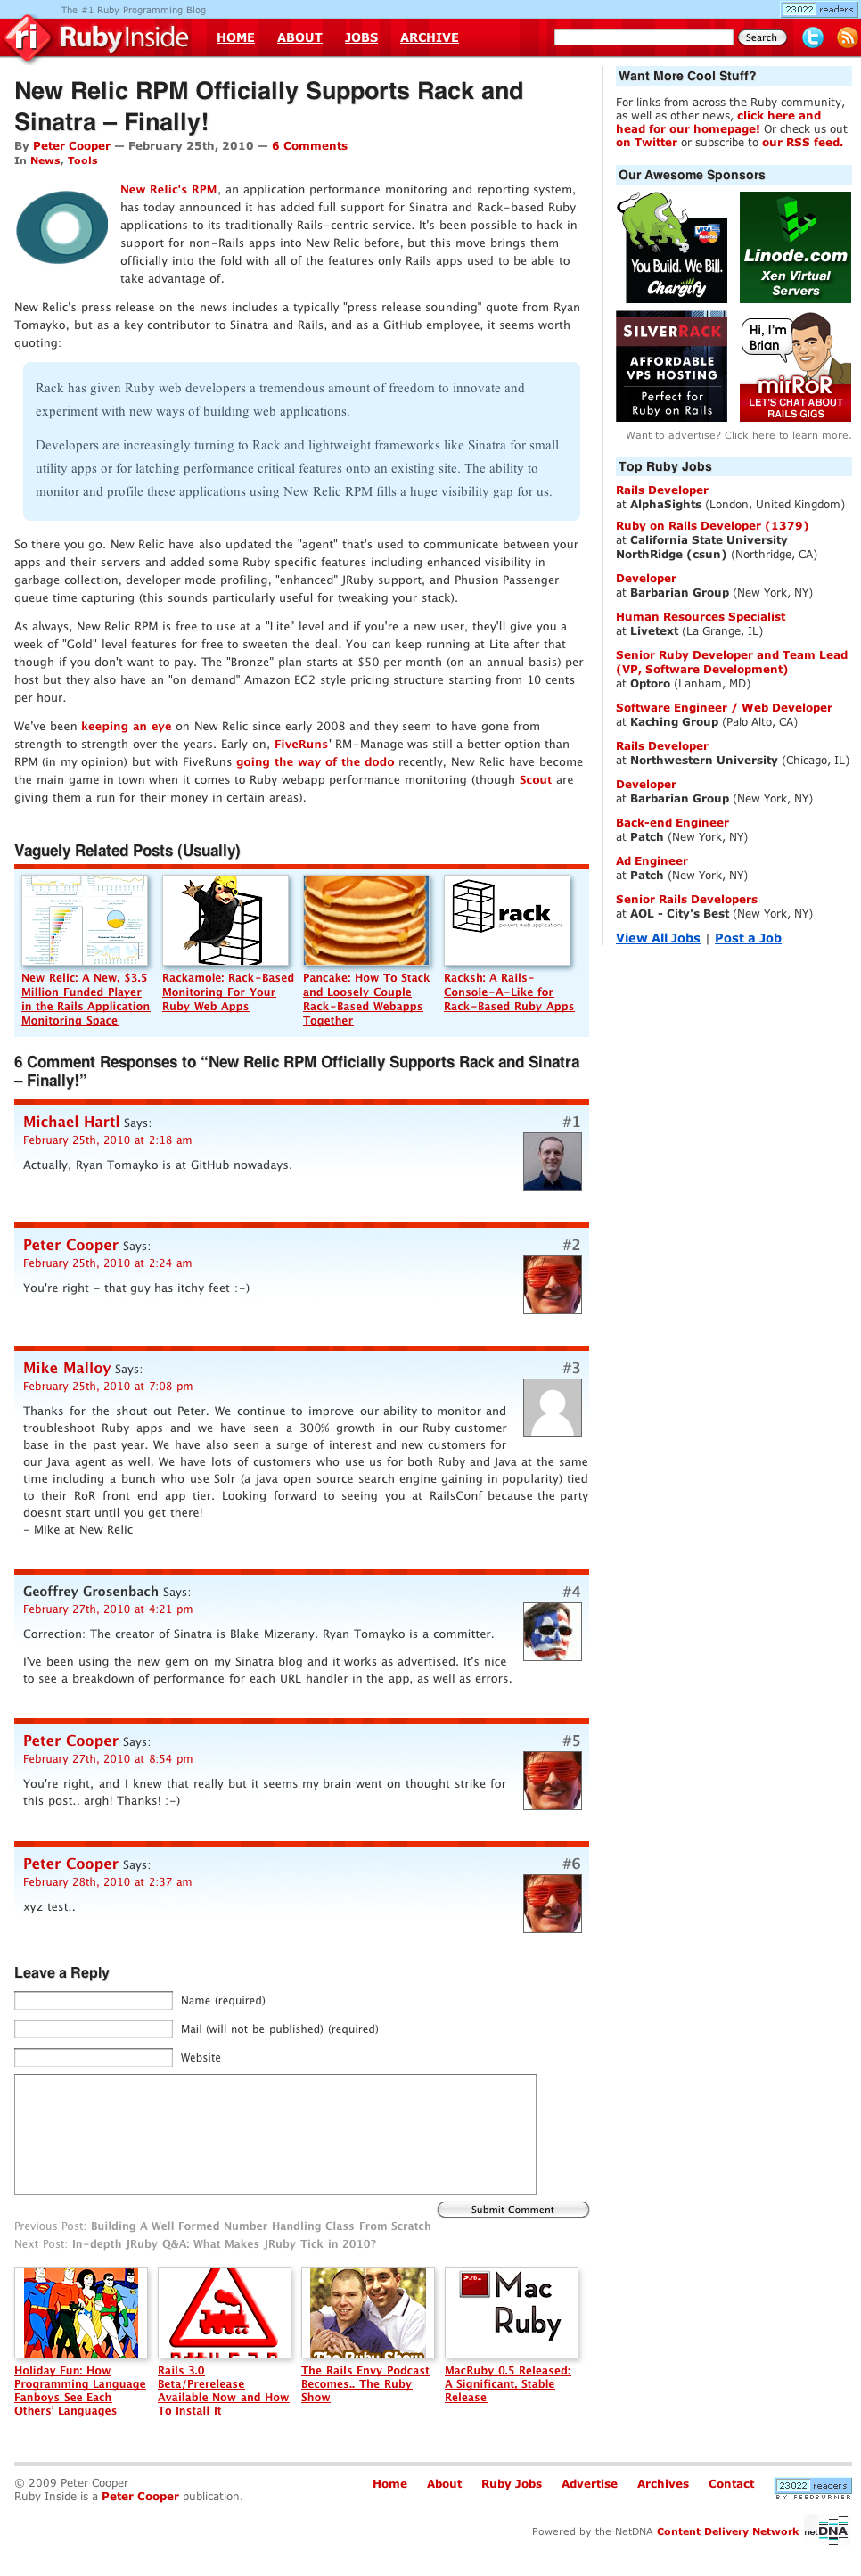 The #1 Ruby Programming Blog
23022 readers
ri RubyInside
HOME ABOUT JOBS ARCHIVE
Search
New Relic RPM Officially Supports Rack and
Sinatra – Finally!
By Peter Cooper — February 25th, 2010 — 6 Comments
In News, Tools
New Relic's RPM, an application performance monitoring and reporting system,
has today announced it has added full support for Sinatra and Rack-based Ruby
applications to its traditionally Rails-centric service. It's been possible to hack in
support for non-Rails apps into New Relic before, but this move brings them
officially into the fold with all of the features only Rails apps used to be able to
take advantage of.
New Relic's press release on the news includes a typically "press release sounding" quote from Ryan
Tomayko, but as a key contributor to Sinatra and Rails, and as a GitHub employee, it seems worth
quoting:
Rack has given Ruby web developers a tremendous amount of freedom to innovate and
experiment with new ways of building web applications.
Developers are increasingly turning to Rack and lightweight frameworks like Sinatra for small
utility apps or for latching performance critical features onto an existing site. The ability to
monitor and profile these applications using New Relic RPM fills a huge visibility gap for us.
So there you go. New Relic have also updated the "agent" that's used to communicate between your
apps and their servers and added some Ruby specific features including enhanced visibility in
garbage collection, developer mode profiling, "enhanced" JRuby support, and Phusion Passenger
queue time capturing (this sounds particularly useful for tweaking your stack).
As always, New Relic RPM is free to use at a "Lite" level and if you're a new user, they'll give you a
week of "Gold" level features for free to sweeten the deal. You can keep running at Lite after that
though if you don't want to pay. The "Bronze" plan starts at $50 per month (on an annual basis) per
host but they also have an "on demand" Amazon EC2 style pricing structure starting from 10 cents
per hour.
We've been keeping an eye on New Relic since early 2008 and they seem to have gone from
strength to strength over the years. Early on, FiveRuns' RM-Manage was still a better option than
RPM (in my opinion) but with FiveRuns going the way of the dodo recently, New Relic have become
the main game in town when it comes to Ruby webapp performance monitoring (though Scout are
giving them a run for their money in certain areas).
Vaguely Related Posts (Usually)
rack
powers web applications
New Relic: A New, $3.5
Million Funded Player
in the Rails Application
Monitoring Space
Rackamole: Rack-Based
Monitoring For Your
Ruby Web Apps
Pancake: How To Stack
and Loosely Couple
Rack-Based Webapps
Together
Racksh: A Rails-
Console-A-Like for
Rack-Based Ruby Apps
6 Comment Responses to “New Relic RPM Officially Supports Rack and Sinatra
– Finally!”
Michael Hartl Says: #1
February 25th, 2010 at 2:18 am
Actually, Ryan Tomayko is at GitHub nowadays.
Peter Cooper Says: #2
February 25th, 2010 at 2:24 am
You're right - that guy has itchy feet :-)
Mike Malloy Says: #3
February 25th, 2010 at 7:08 pm
Thanks for the shout out Peter. We continue to improve our ability to monitor and
troubleshoot Ruby apps and we have seen a 300% growth in our Ruby customer
base in the past year. We have also seen a surge of interest and new customers for
our Java agent as well. We have lots of customers who use us for both Ruby and Java at the same
time including a bunch who use Solr (a java open source search engine gaining in popularity) tied
to their RoR front end app tier. Looking forward to seeing you at RailsConf because the party
doesnt start until you get there!
- Mike at New Relic
Geoffrey Grosenbach Says: #4
February 27th, 2010 at 4:21 pm
Correction: The creator of Sinatra is Blake Mizerany. Ryan Tomayko is a committer.
I've been using the new gem on my Sinatra blog and it works as advertised. It's nice
to see a breakdown of performance for each URL handler in the app, as well as errors.
Peter Cooper Says: #5
February 27th, 2010 at 8:54 pm
You're right, and I knew that really but it seems my brain went on thought strike for
this post.. argh! Thanks! :-)
Peter Cooper Says: #6
February 28th, 2010 at 2:37 am
xyz test..
Leave a Reply
Name (required)
Mail (will not be published) (required)
Website
Submit Comment
Previous Post: Building A Well Formed Number Handling Class From Scratch
Next Post: In-depth JRuby Q&A: What Makes JRuby Tick in 2010?
The Ruby Show
Mac
Ruby
Holiday Fun: How
Programming Language
Fanboys See Each
Others' Languages
Rails 3.0
Beta/Prerelease
Available Now and How
To Install It
The Rails Envy Podcast
Becomes.. The Ruby
Show
MacRuby 0.5 Released:
A Significant, Stable
Release
Want More Cool Stuff?
For links from across the Ruby community,
as well as other news, click here and
head for our homepage! Or check us out
on Twitter or subscribe to our RSS feed.
Our Awesome Sponsors
VISA
You Build. We Bill.
Chargify
Linode.com
Xen Virtual
Servers
SILVERRACK
AFFORDABLE
VPS HOSTING
Perfect for
Ruby on Rails
Hi, I'm
Brian
mirRoR
LET'S CHAT ABOUT
RAILS GIGS
Want to advertise? Click here to learn more.
Top Ruby Jobs
Rails Developer
at AlphaSights (London, United Kingdom)
Ruby on Rails Developer (1379)
at California State University
NorthRidge (csun) (Northridge, CA)
Developer
at Barbarian Group (New York, NY)
Human Resources Specialist
at Livetext (La Grange, IL)
Senior Ruby Developer and Team Lead
(VP, Software Development)
at Optoro (Lanham, MD)
Software Engineer / Web Developer
at Kaching Group (Palo Alto, CA)
Rails Developer
at Northwestern University (Chicago, IL)
Developer
at Barbarian Group (New York, NY)
Back-end Engineer
at Patch (New York, NY)
Ad Engineer
at Patch (New York, NY)
Senior Rails Developers
at AOL - City's Best (New York, NY)
View All Jobs | Post a Job
© 2009 Peter Cooper
Ruby Inside is a Peter Cooper publication.
Home About Ruby Jobs Advertise Archives Contact
23022 readers
BY FEEDBURNER
Powered by the NetDNA Content Delivery Network
netDNA